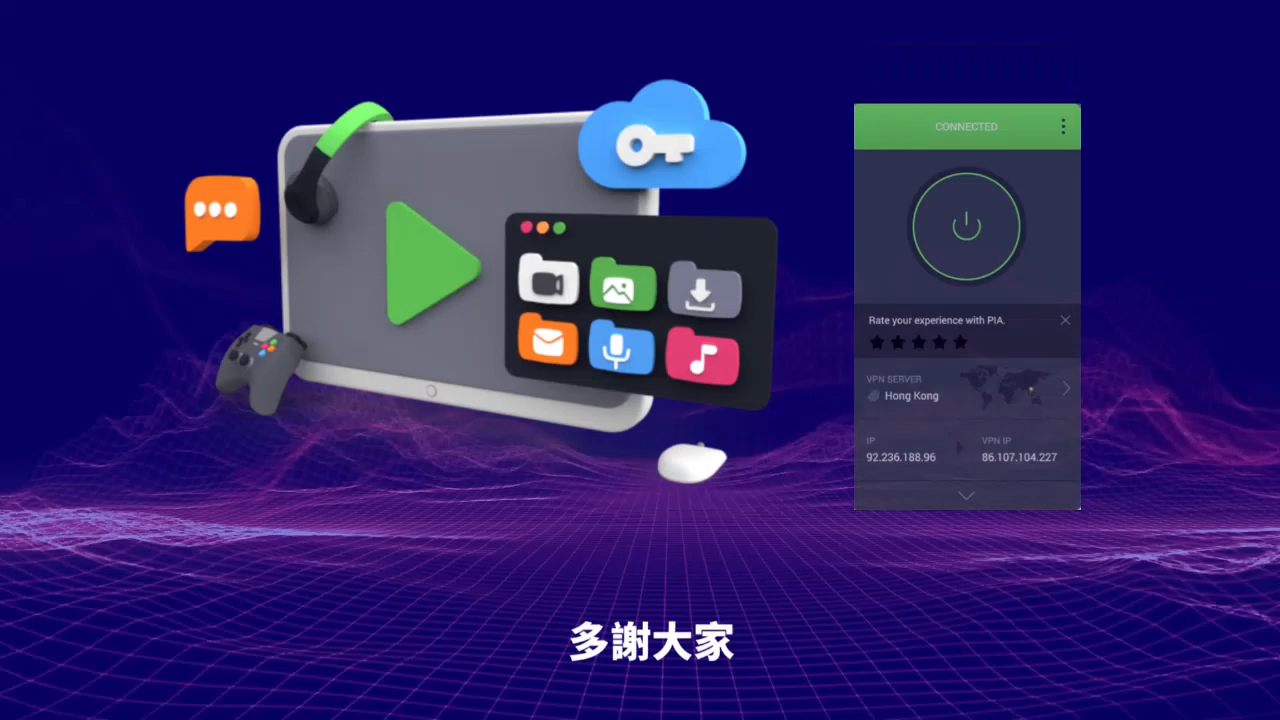 CONNECTED
Rate your experience with PIA.
VPN SERVER
Hong Kong
IP
92.236.188.96
VPN IP
86.107.104.227
多謝大家